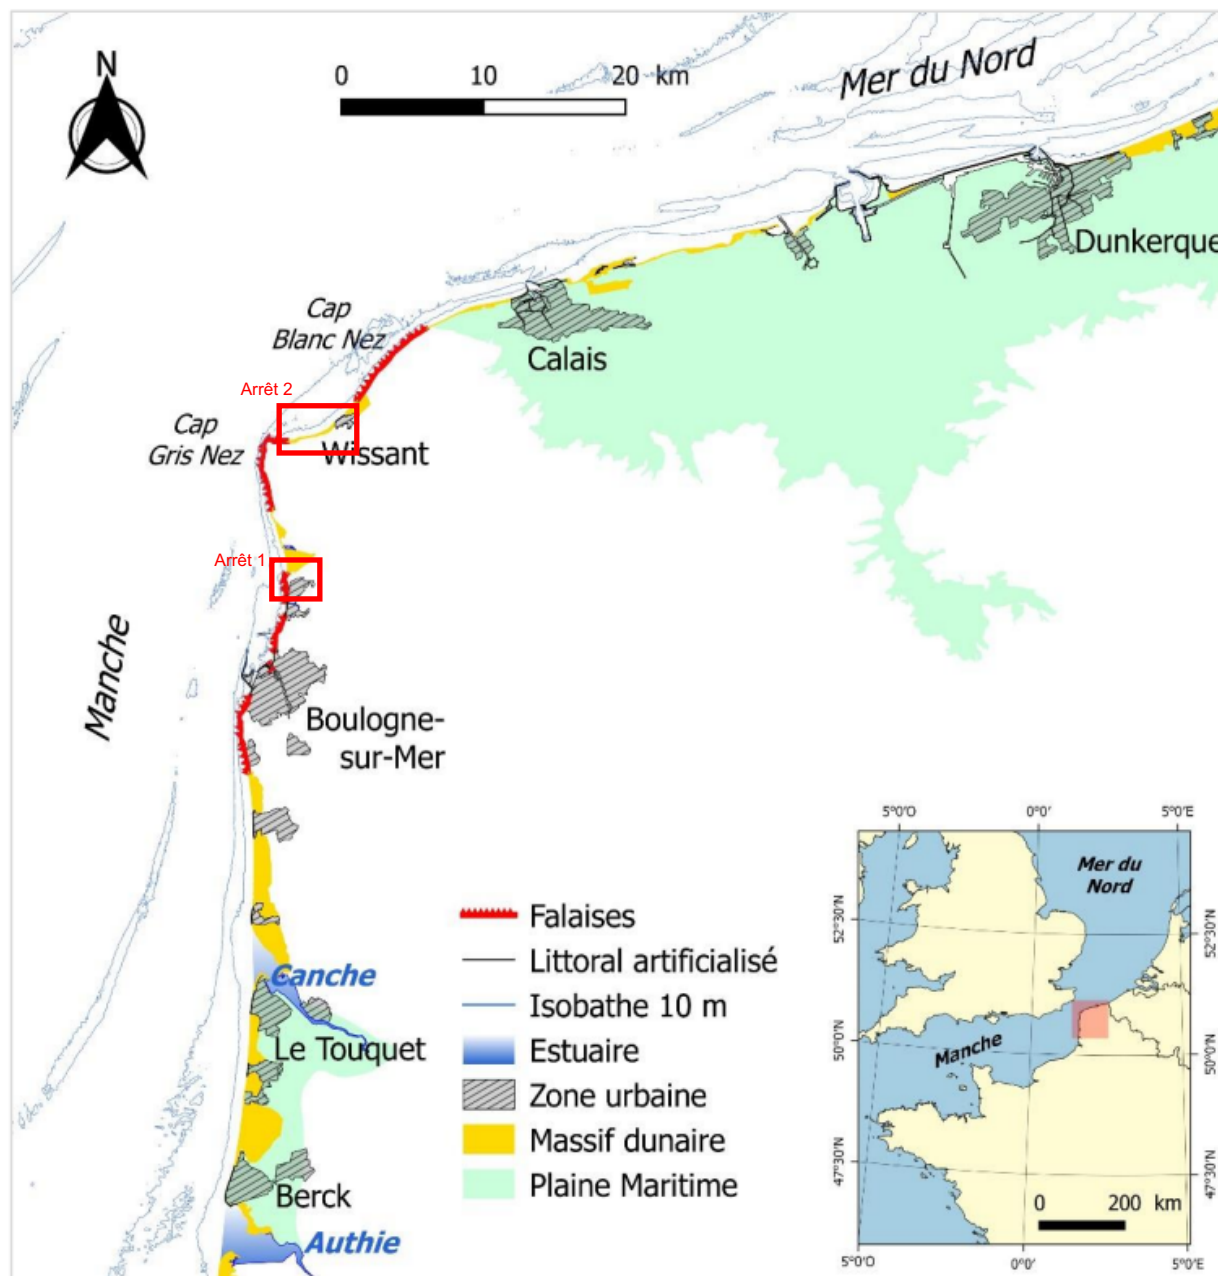 N
0 10 20 km
Mer du Nord
Dunkerque
Cap
Blanc Nez
Calais
Arrêt 2
Cap
Gris Nez
Wissant
Arrêt 1
Manche
Boulogne-
sur-Mer
Canche
Le Touquet
Berck
Authie
Falaises
Littoral artificialisé
Isobathe 10 m
Estuaire
Zone urbaine
Massif dunaire
Plaine Maritime
5°0'O 0°0' 5°0'E
Mer du
Nord
52°30'N 52°30'N
50°0'N 50°0'N
Manche
47°30'N 47°30'N
0 200 km
5°0'O 0°0' 5°0'E